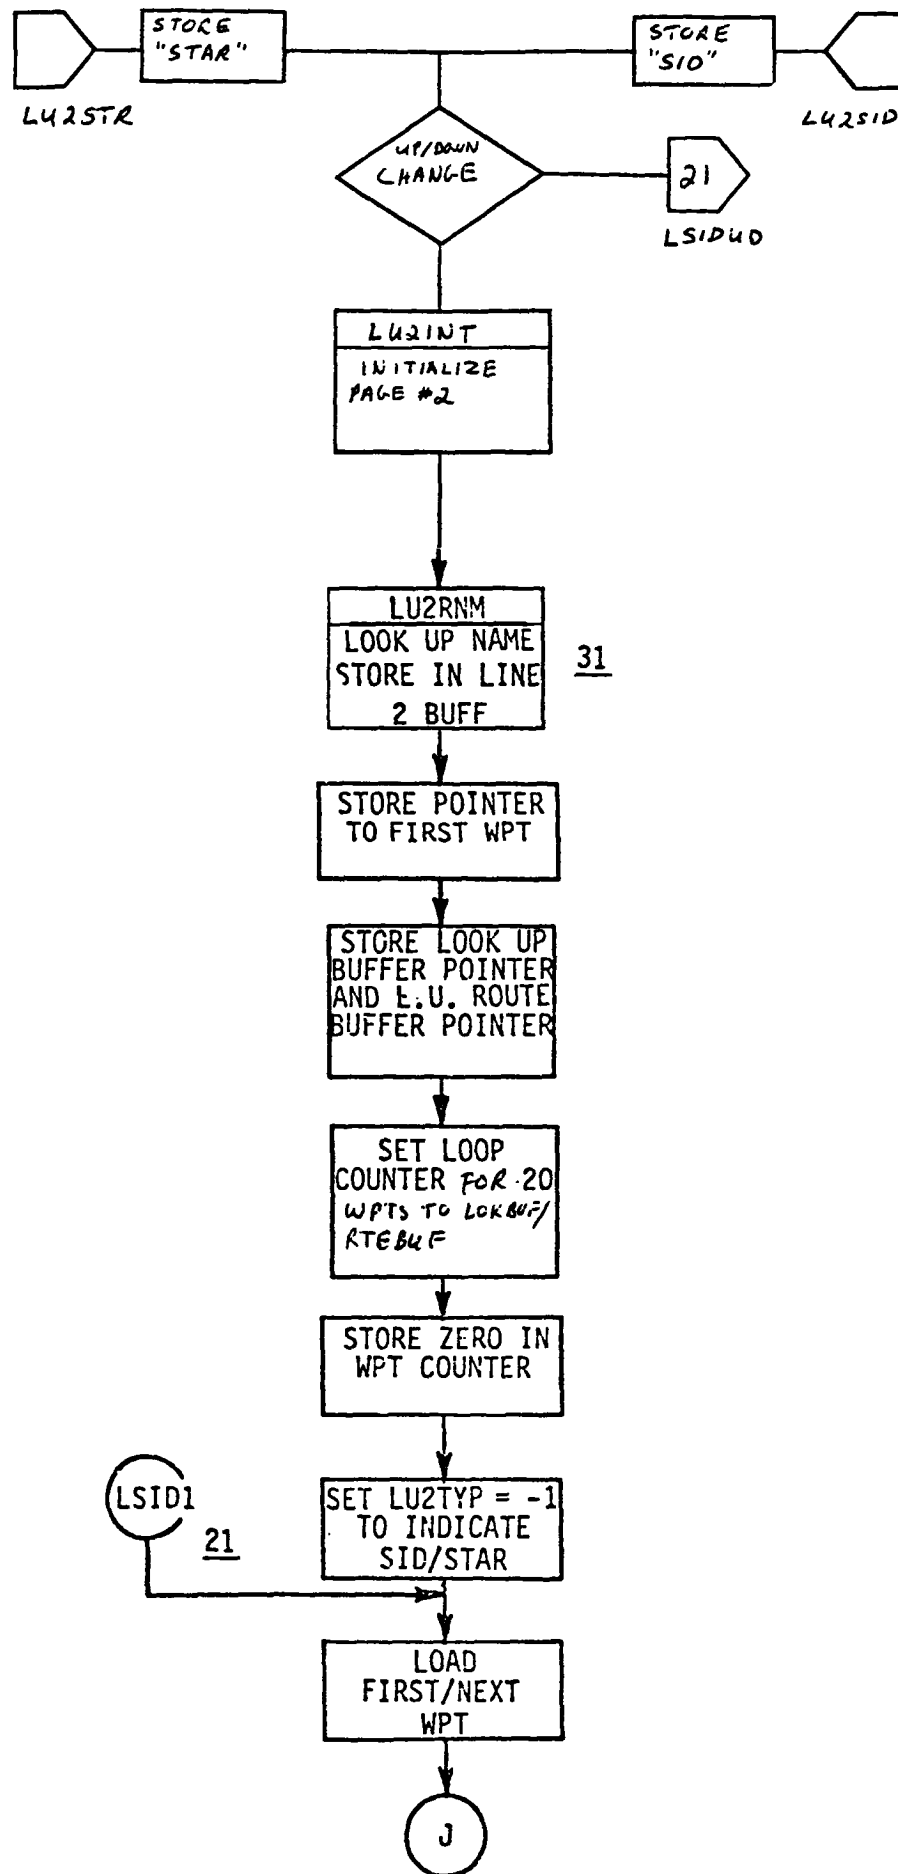 STORE
"STAR"
STORE
"SID"
LU2STR
LU2SID
UP/DOWN
CHANGE
21
LSIDUD
LU2INT
INITIALIZE
PAGE #2
LU2RNM
LOOK UP NAME
STORE IN LINE
2 BUFF
31
STORE POINTER
TO FIRST WPT
STORE LOOK UP
BUFFER POINTER
AND L.U. ROUTE
BUFFER POINTER
SET LOOP
COUNTER FOR 20
WPTS TO LOKBUF/
RTEBUF
STORE ZERO IN
WPT COUNTER
LSID1
21
SET LU2TYP = -1
TO INDICATE
SID/STAR
LOAD
FIRST/NEXT
WPT
J